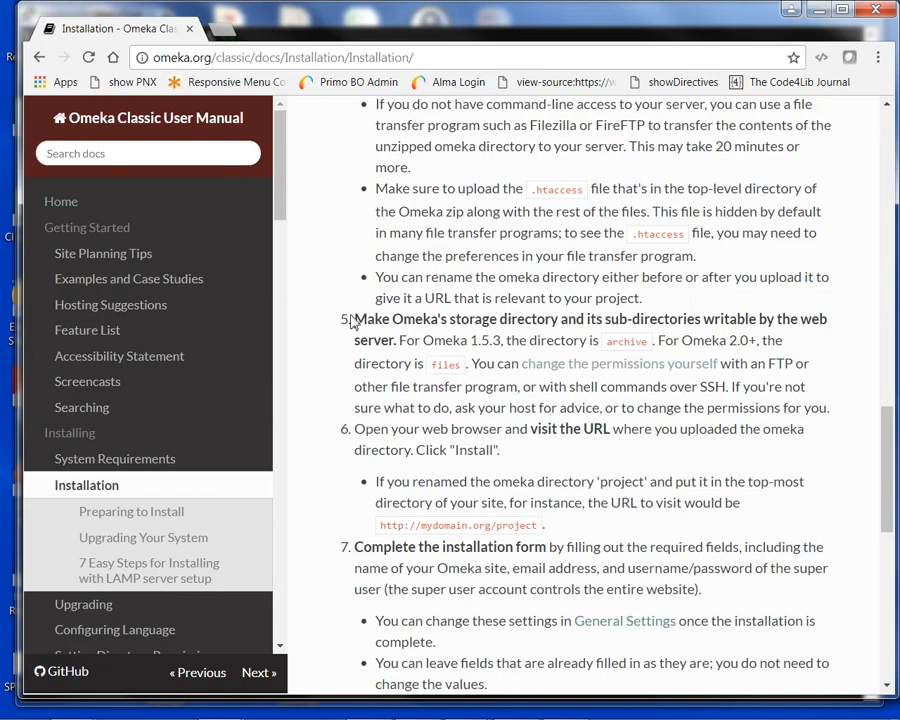 Installation - Omeka Clas
omeka.org/classic/docs/Installation/Installation/
Apps show PNX Responsive Menu Co Primo BO Admin Alma Login view-source:https://w showDirectives The Code4Lib Journal
Omeka Classic User Manual
Search docs
Home
Getting Started
Site Planning Tips
Examples and Case Studies
Hosting Suggestions
Feature List
Accessibility Statement
Screencasts
Searching
Installing
System Requirements
Installation
Preparing to Install
Upgrading Your System
7 Easy Steps for Installing
with LAMP server setup
Upgrading
Configuring Language
GitHub
« Previous Next »
If you do not have command-line access to your server, you can use a file
transfer program such as Filezilla or FireFTP to transfer the contents of the
unzipped omeka directory to your server. This may take 20 minutes or
more.
Make sure to upload the .htaccess file that's in the top-level directory of
the Omeka zip along with the rest of the files. This file is hidden by default
in many file transfer programs; to see the .htaccess file, you may need to
change the preferences in your file transfer program.
You can rename the omeka directory either before or after you upload it to
give it a URL that is relevant to your project.
5. Make Omeka's storage directory and its sub-directories writable by the web
server. For Omeka 1.5.3, the directory is archive . For Omeka 2.0+, the
directory is files . You can change the permissions yourself with an FTP or
other file transfer program, or with shell commands over SSH. If you're not
sure what to do, ask your host for advice, or to change the permissions for you.
6. Open your web browser and visit the URL where you uploaded the omeka
directory. Click "Install".
If you renamed the omeka directory 'project' and put it in the top-most
directory of your site, for instance, the URL to visit would be
http://mydomain.org/project .
7. Complete the installation form by filling out the required fields, including the
name of your Omeka site, email address, and username/password of the super
user (the super user account controls the entire website).
You can change these settings in General Settings once the installation is
complete.
You can leave fields that are already filled in as they are; you do not need to
change the values.